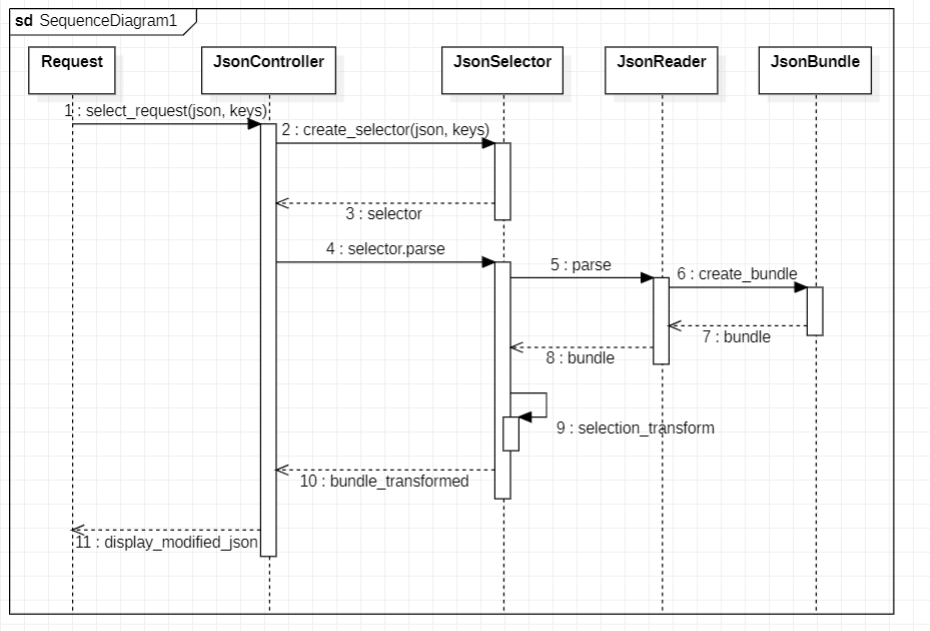 sd SequenceDiagram1
Request
JsonController
JsonSelector
JsonReader
JsonBundle
1 : select_request(json, keys)
2 : create_selector(json, keys)
3 : selector
4 : selector.parse
5 : parse
6 : create_bundle
7 : bundle
8 : bundle
9 : selection_transform
10 : bundle_transformed
11 : display_modified_json